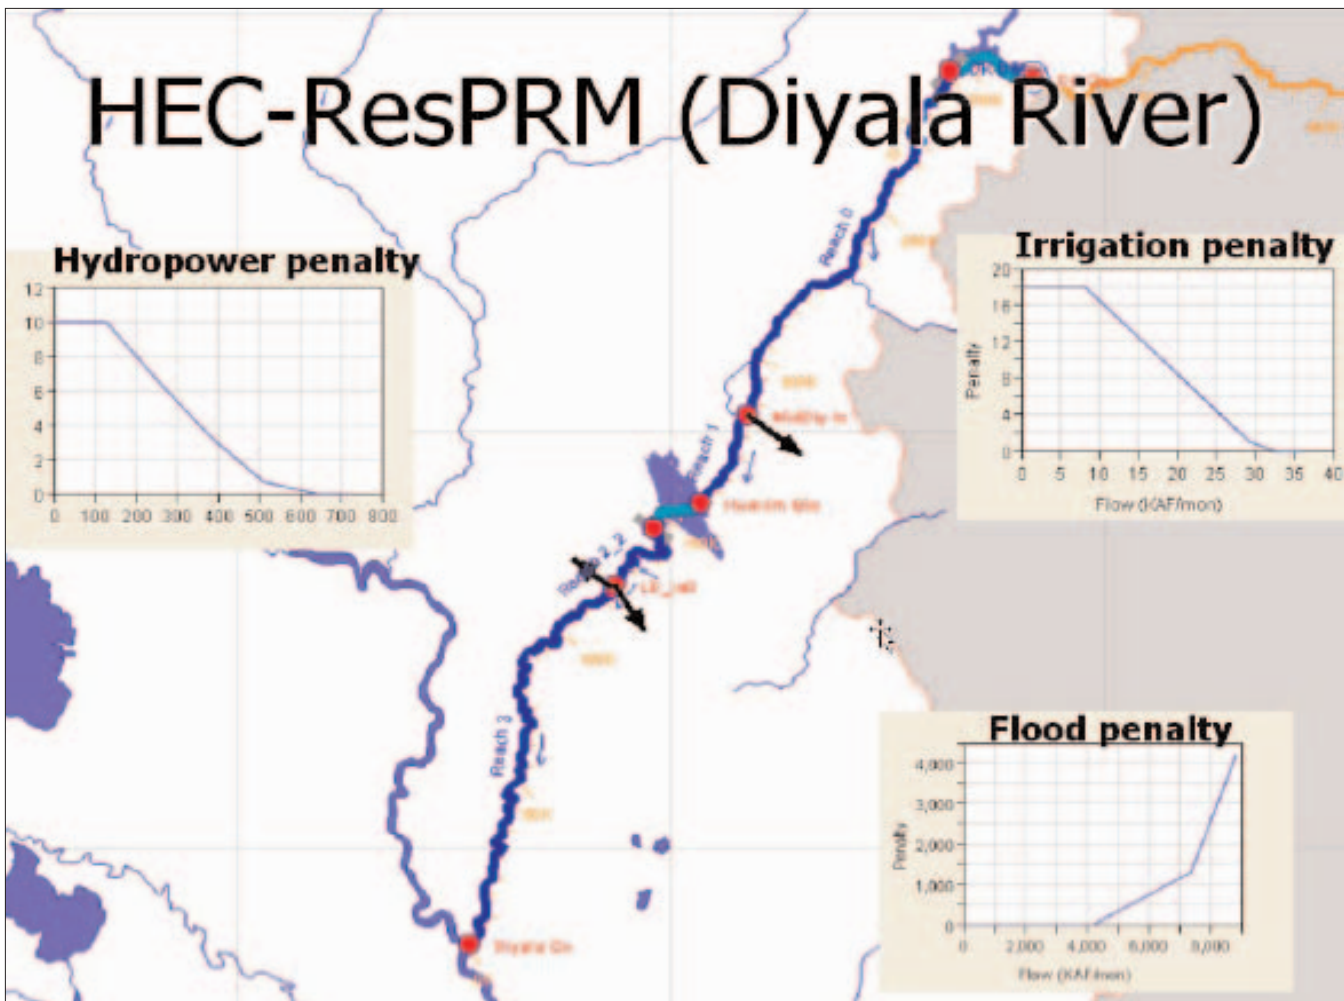 HEC-ResPRM (Diyala River)
Reach 0
Hydropower penalty
12
10
8
6
4
2
0
0 100 200 300 400 500 600 700 800
Irrigation penalty
20
16
12
8
4
0
Penalty
0 5 10 15 20 25 30 35 40
Flow (KAF/mon)
Reach 1
Reach 3
Flood penalty
4,000
3,000
2,000
1,000
0
Penalty
0 2,000 4,000 6,000 8,000
Flow (KAF/mon)